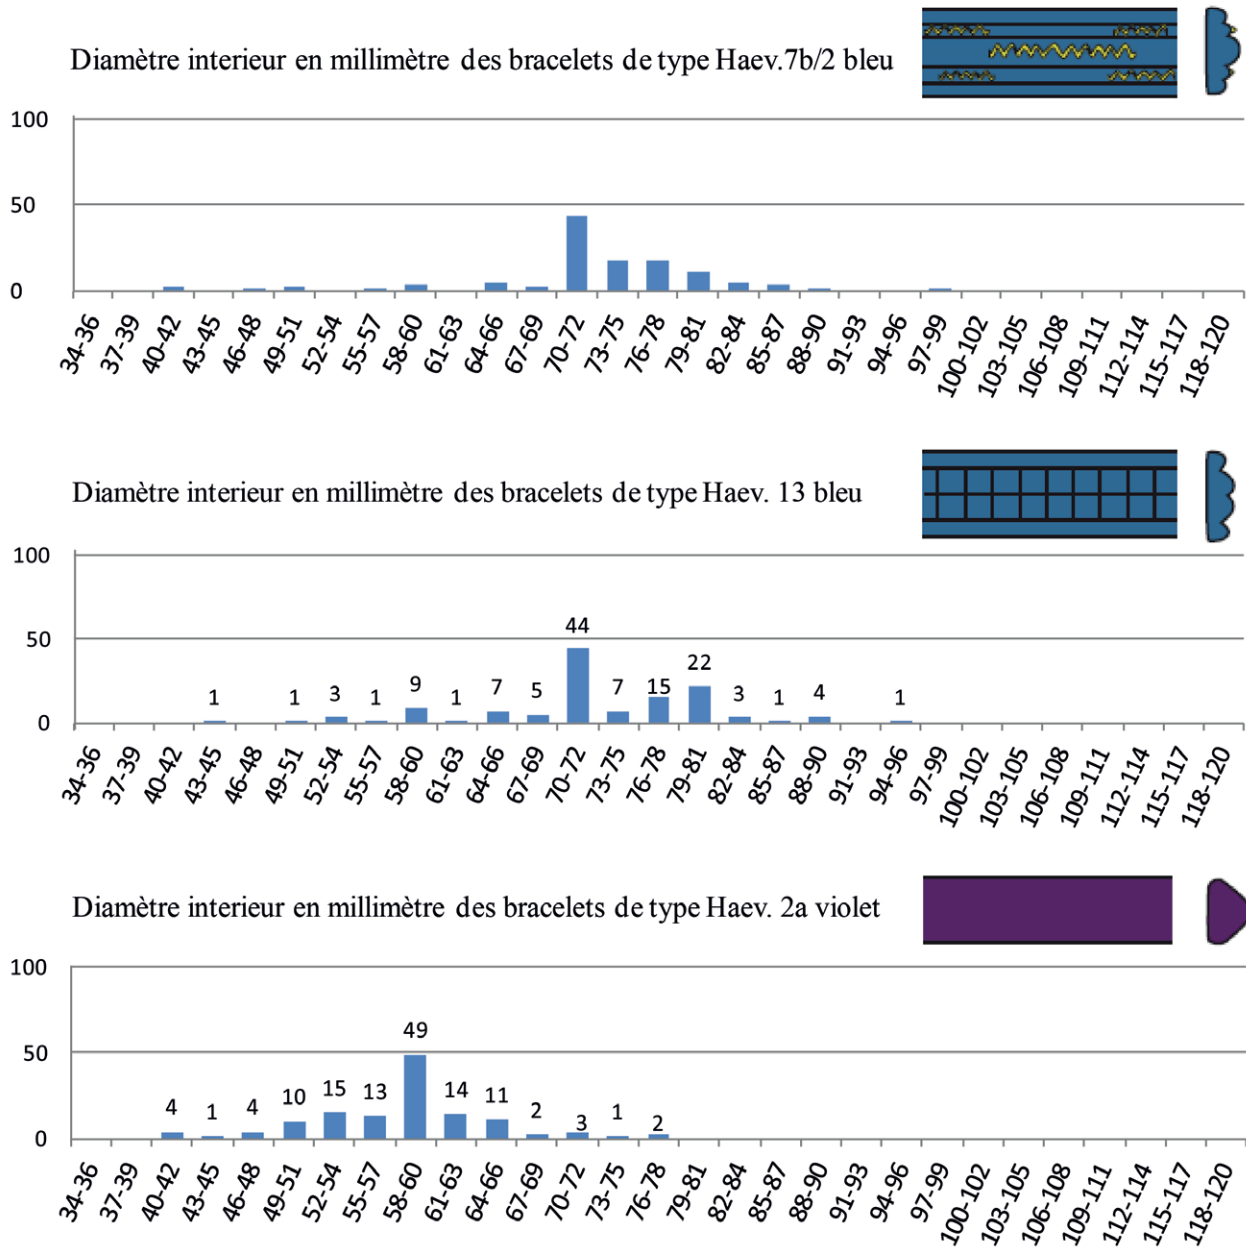 Diamètre interieur en millimètre des bracelets de type Haev.7b/2 bleu
100
50
0
34-36 37-39 40-42 43-45 46-48 49-51 52-54 55-57 58-60 61-63 64-66 67-69 70-72 73-75 76-78 79-81 82-84 85-87 88-90 91-93 94-96 97-99 100-102 103-105 106-108 109-111 112-114 115-117 118-120
Diamètre interieur en millimètre des bracelets de type Haev. 13 bleu
100
50
0
1 1 3 1 9 1 7 5 44 7 15 22 3 1 4 1
34-36 37-39 40-42 43-45 46-48 49-51 52-54 55-57 58-60 61-63 64-66 67-69 70-72 73-75 76-78 79-81 82-84 85-87 88-90 91-93 94-96 97-99 100-102 103-105 106-108 109-111 112-114 115-117 118-120
Diamètre interieur en millimètre des bracelets de type Haev. 2a violet
100
50
0
4 1 4 10 15 13 49 14 11 2 3 1 2
34-36 37-39 40-42 43-45 46-48 49-51 52-54 55-57 58-60 61-63 64-66 67-69 70-72 73-75 76-78 79-81 82-84 85-87 88-90 91-93 94-96 97-99 100-102 103-105 106-108 109-111 112-114 115-117 118-120